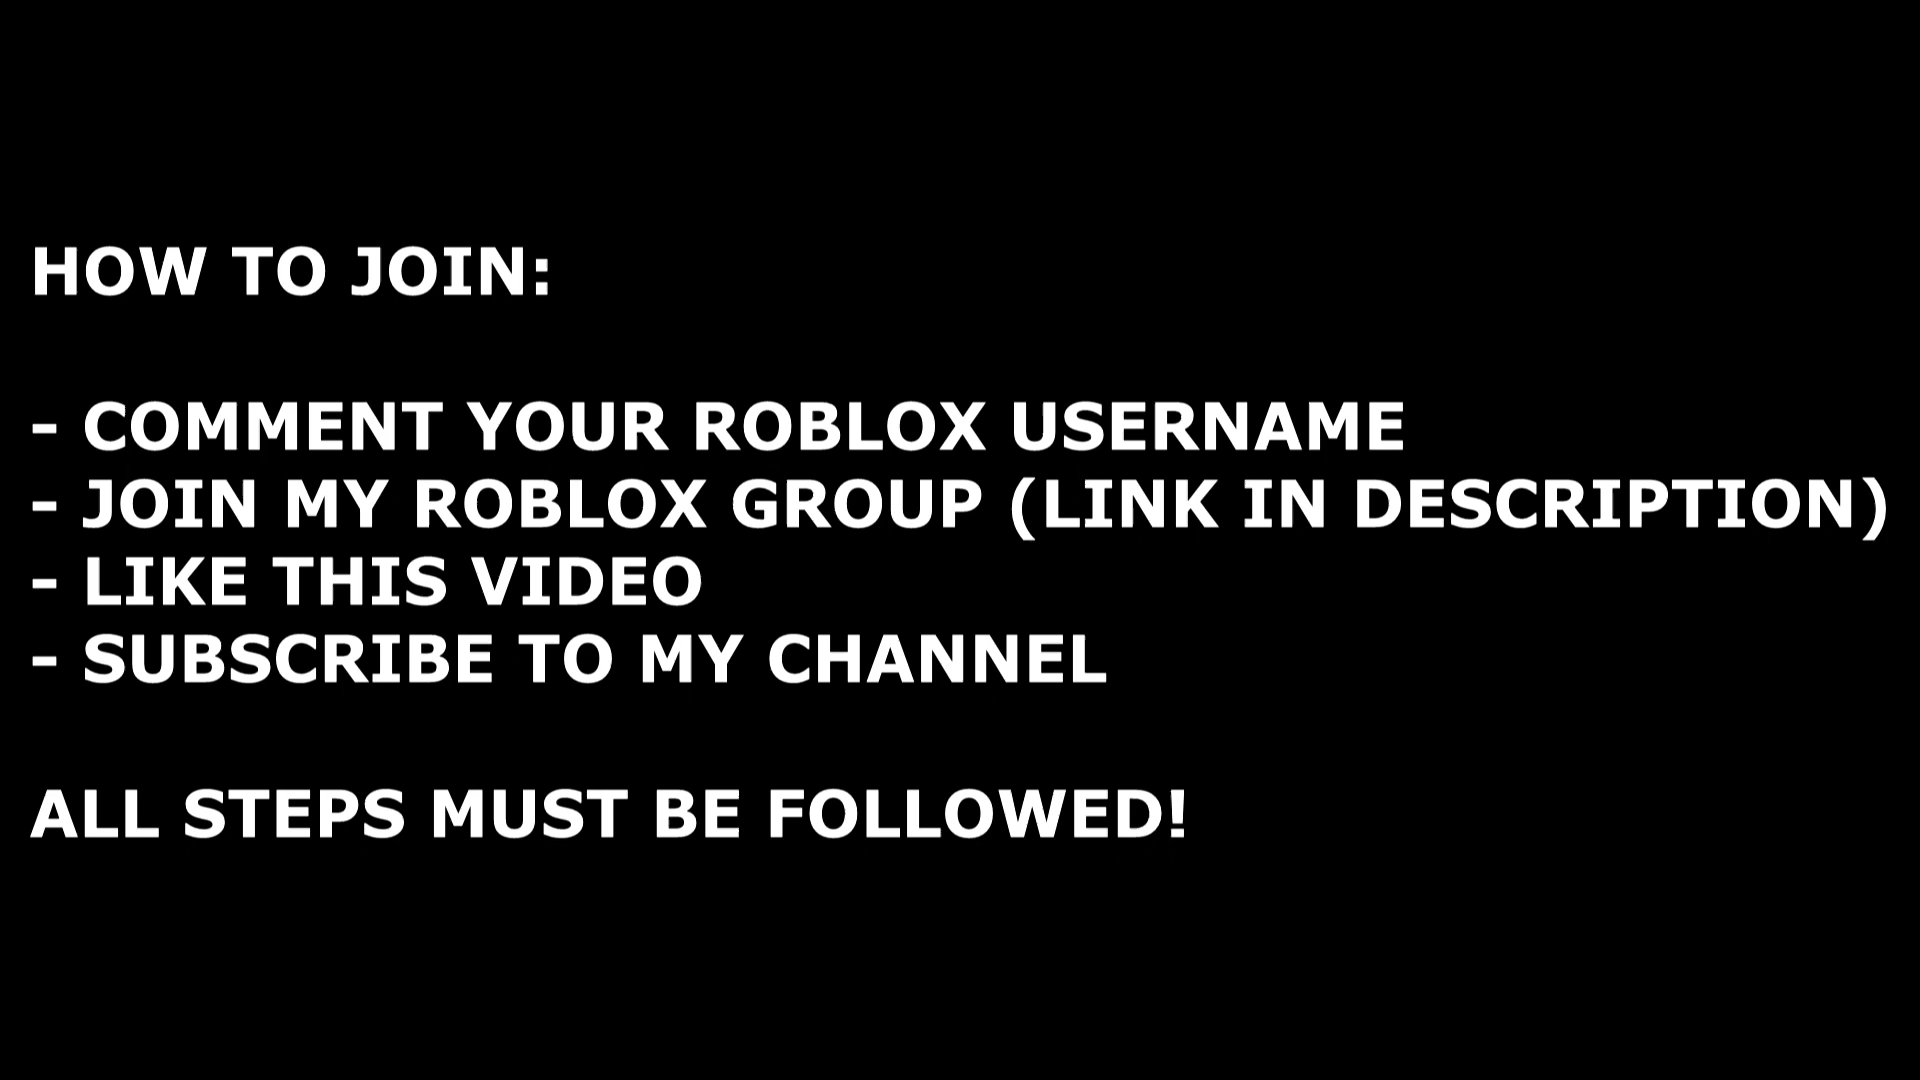 HOW TO JOIN:
- COMMENT YOUR ROBLOX USERNAME
- JOIN MY ROBLOX GROUP (LINK IN DESCRIPTION)
- LIKE THIS VIDEO
- SUBSCRIBE TO MY CHANNEL
ALL STEPS MUST BE FOLLOWED!